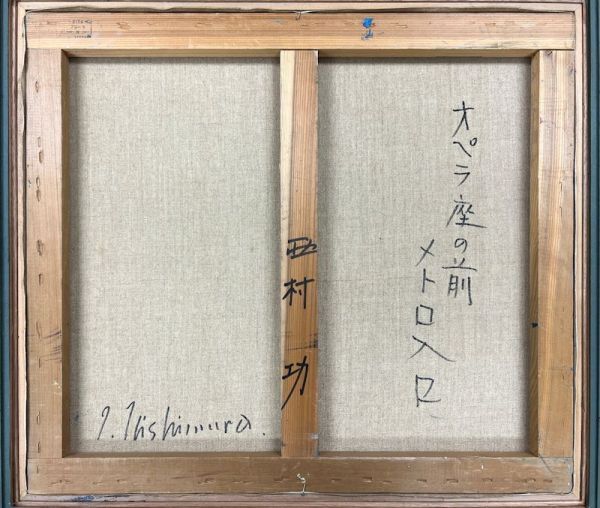 オペラ座の前
メトロ入口
西村功
I. Nishimura.